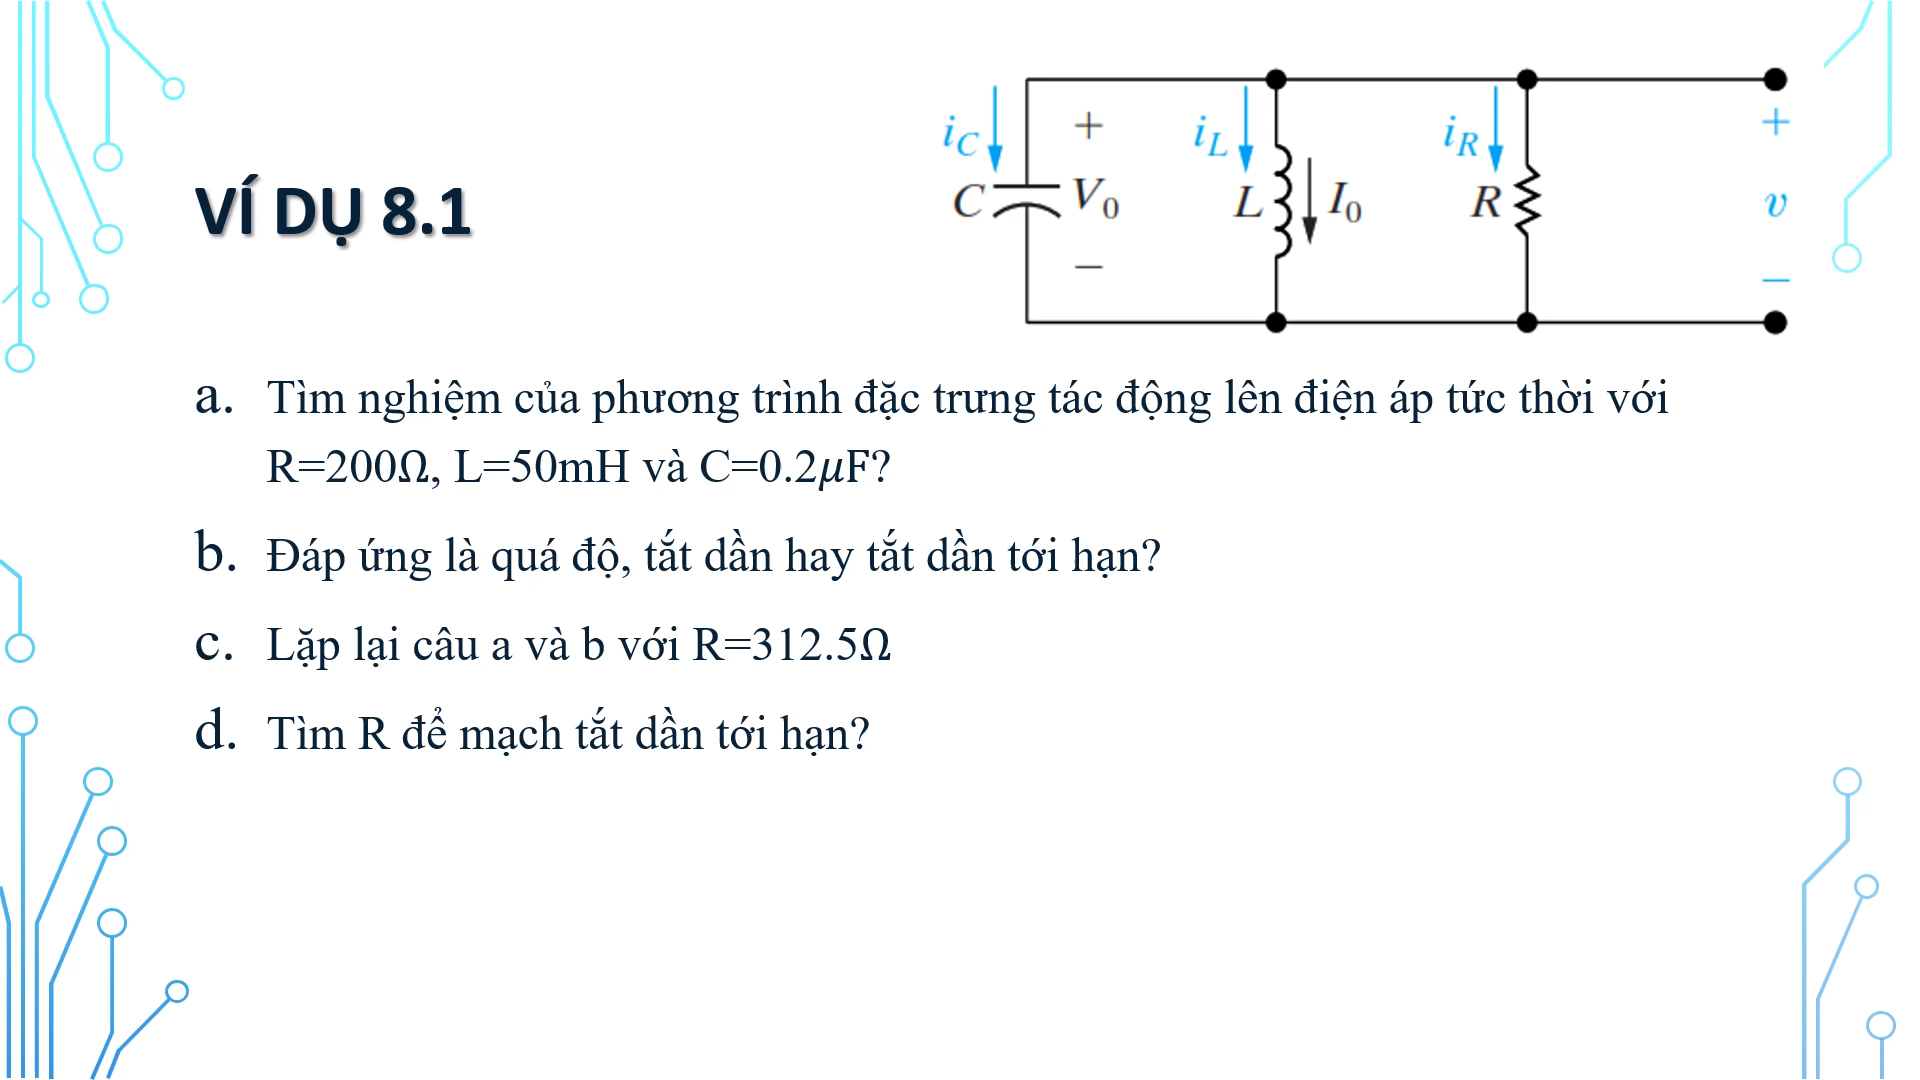 VÍ DỤ 8.1
i_C + i_L i_R +
C V_0 L I_0 R v
− −
a. Tìm nghiệm của phương trình đặc trưng tác động lên điện áp tức thời với
R=200Ω, L=50mH và C=0.2𝜇F?
b. Đáp ứng là quá độ, tắt dần hay tắt dần tới hạn?
c. Lặp lại câu a và b với R=312.5Ω
d. Tìm R để mạch tắt dần tới hạn?